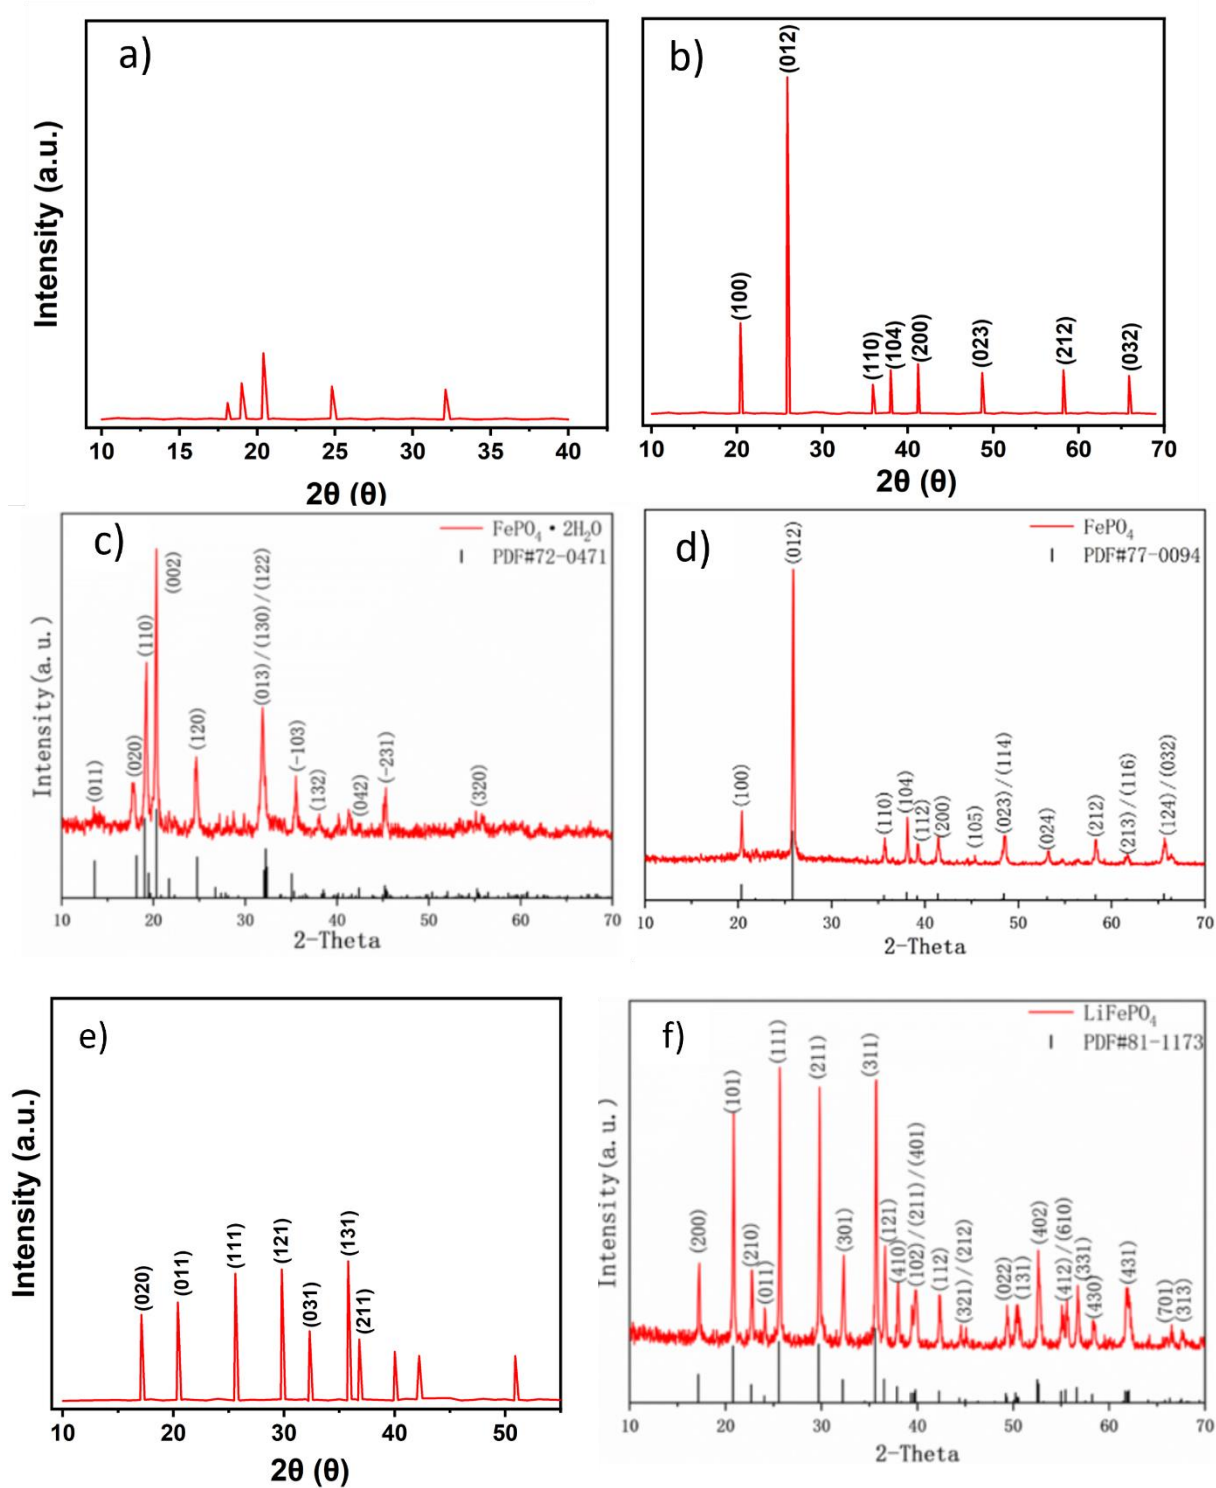 a)
Intensity (a.u.)
10 15 20 25 30 35 40
2θ (θ)
b)
(100)
(012)
(110)
(104)
(200)
(023)
(212)
(032)
10 20 30 40 50 60 70
2θ (θ)
c)
FePO4 • 2H2O
PDF#72-0471
Intensity(a.u.)
(011)
(020)
(110)
(002)
(120)
(013)/(130)/(122)
(-103)
(132)
(042)
(-231)
(320)
10 20 30 40 50 60 70
2-Theta
d)
FePO4
PDF#77-0094
(100)
(012)
(110)
(104)
(112)
(200)
(105)
(023)/(114)
(024)
(212)
(213)/(116)
(124)/(032)
10 20 30 40 50 60 70
2-Theta
e)
Intensity (a.u.)
(020)
(011)
(111)
(121)
(031)
(131)
(211)
10 20 30 40 50
2θ (θ)
f)
LiFePO4
PDF#81-1173
Intensity(a.u.)
(200)
(101)
(210)
(011)
(111)
(211)
(301)
(311)
(121)
(410)
(102)/(211)/(401)
(112)
(321)/(212)
(022)
(131)
(402)
(412)/(610)
(331)
(430)
(431)
(701)
(313)
10 20 30 40 50 60 70
2-Theta